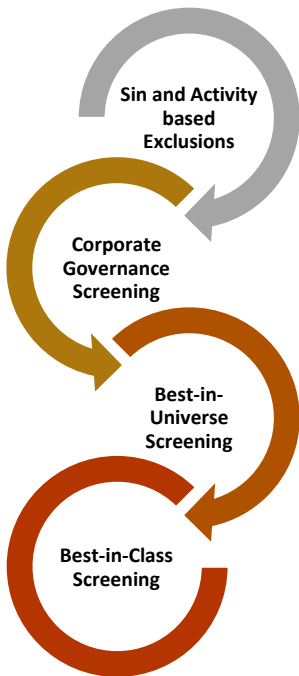 Sin and Activity
based
Exclusions
Corporate
Governance
Screening
Best-in-
Universe
Screening
Best-in-Class
Screening